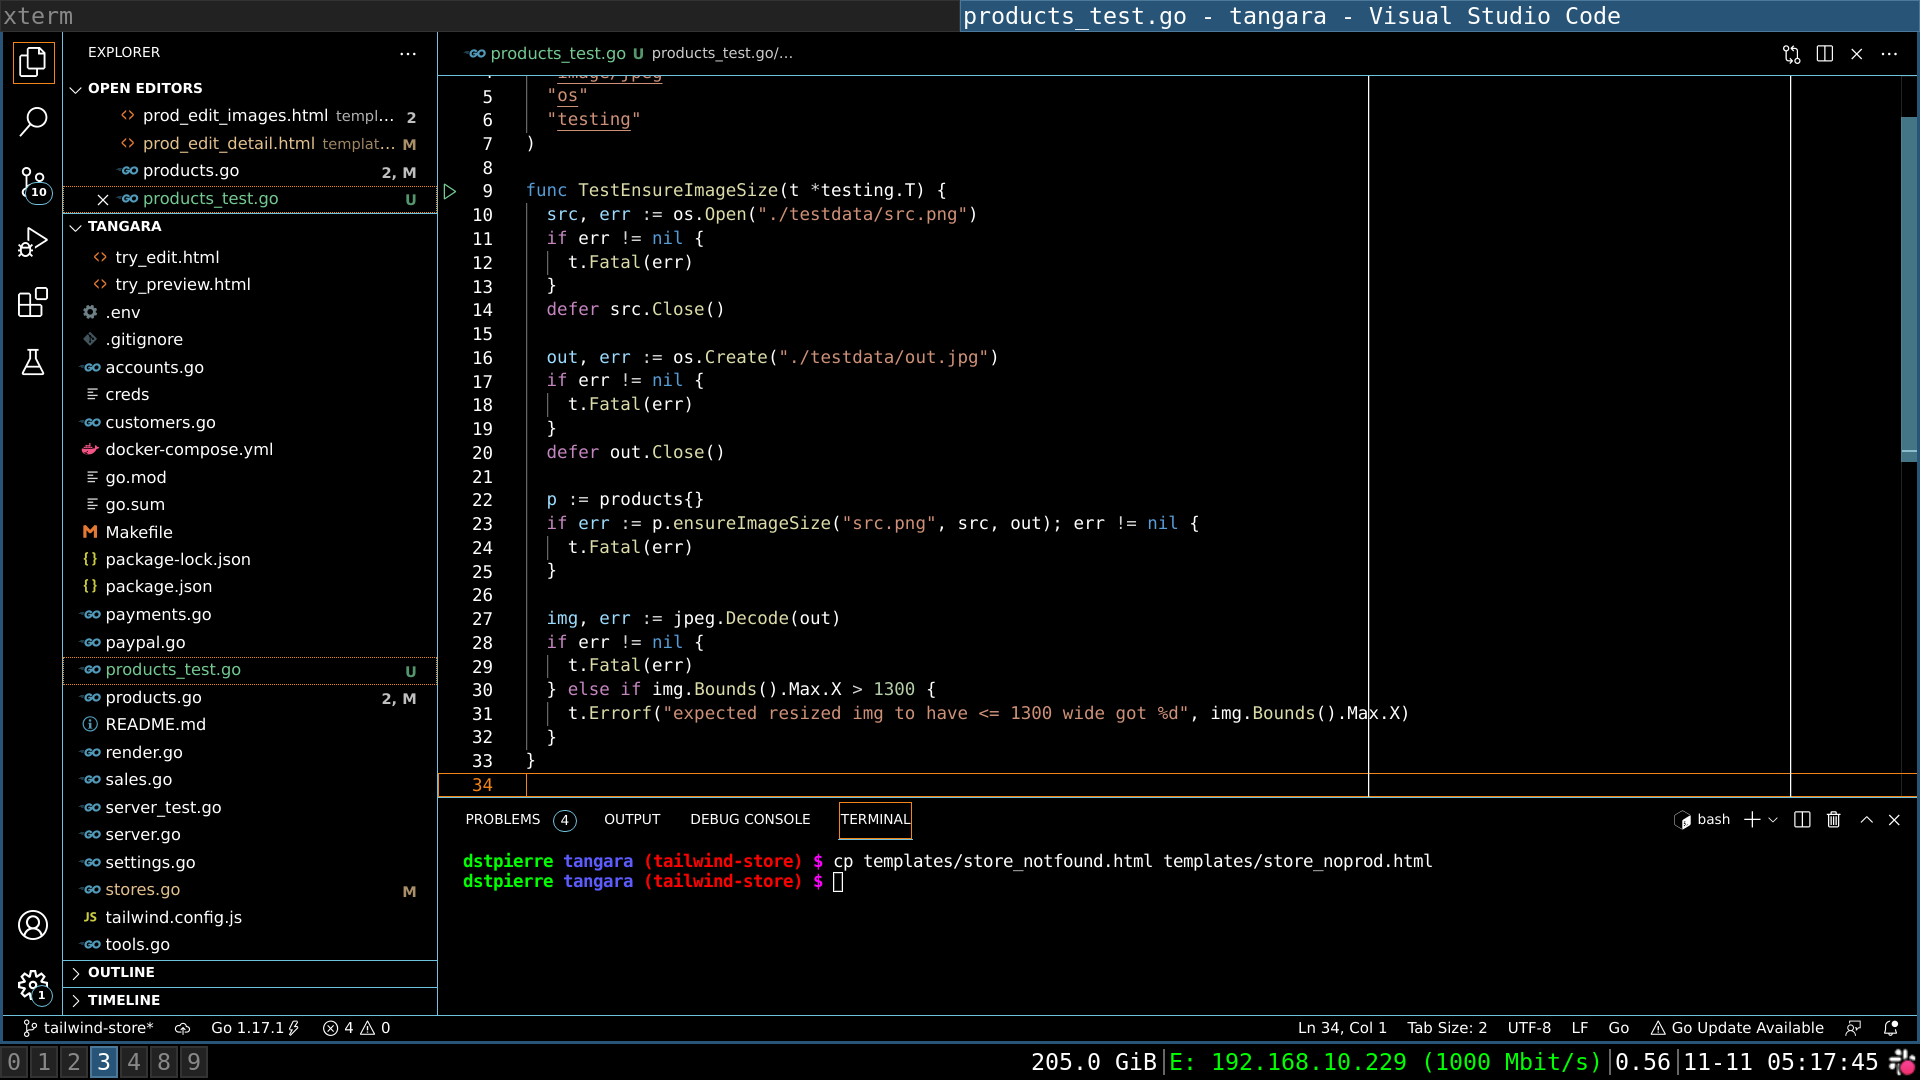 xterm
products_test.go - tangara - Visual Studio Code
EXPLORER
OPEN EDITORS
prod_edit_images.html templ... 2
prod_edit_detail.html templat... M
products.go 2, M
products_test.go U
TANGARA
try_edit.html
try_preview.html
.env
.gitignore
accounts.go
creds
customers.go
docker-compose.yml
go.mod
go.sum
Makefile
package-lock.json
package.json
payments.go
paypal.go
products_test.go U
products.go 2, M
README.md
render.go
sales.go
server_test.go
server.go
settings.go
stores.go M
tailwind.config.js
tools.go
OUTLINE
TIMELINE
10
1
products_test.go U products_test.go/...
"image/jpeg"
5 "os"
6 "testing"
7 )
8
9 func TestEnsureImageSize(t *testing.T) {
10 src, err := os.Open("./testdata/src.png")
11 if err != nil {
12 t.Fatal(err)
13 }
14 defer src.Close()
15
16 out, err := os.Create("./testdata/out.jpg")
17 if err != nil {
18 t.Fatal(err)
19 }
20 defer out.Close()
21
22 p := products{}
23 if err := p.ensureImageSize("src.png", src, out); err != nil {
24 t.Fatal(err)
25 }
26
27 img, err := jpeg.Decode(out)
28 if err != nil {
29 t.Fatal(err)
30 } else if img.Bounds().Max.X > 1300 {
31 t.Errorf("expected resized img to have <= 1300 wide got %d", img.Bounds().Max.X)
32 }
33 }
34
PROBLEMS 4 OUTPUT DEBUG CONSOLE TERMINAL bash
dstpierre tangara (tailwind-store) $ cp templates/store_notfound.html templates/store_noprod.html
dstpierre tangara (tailwind-store) $
tailwind-store* Go 1.17.1 4 0 Ln 34, Col 1 Tab Size: 2 UTF-8 LF Go Go Update Available
0 1 2 3 4 8 9 205.0 GiB|E: 192.168.10.229 (1000 Mbit/s)|0.56|11-11 05:17:45